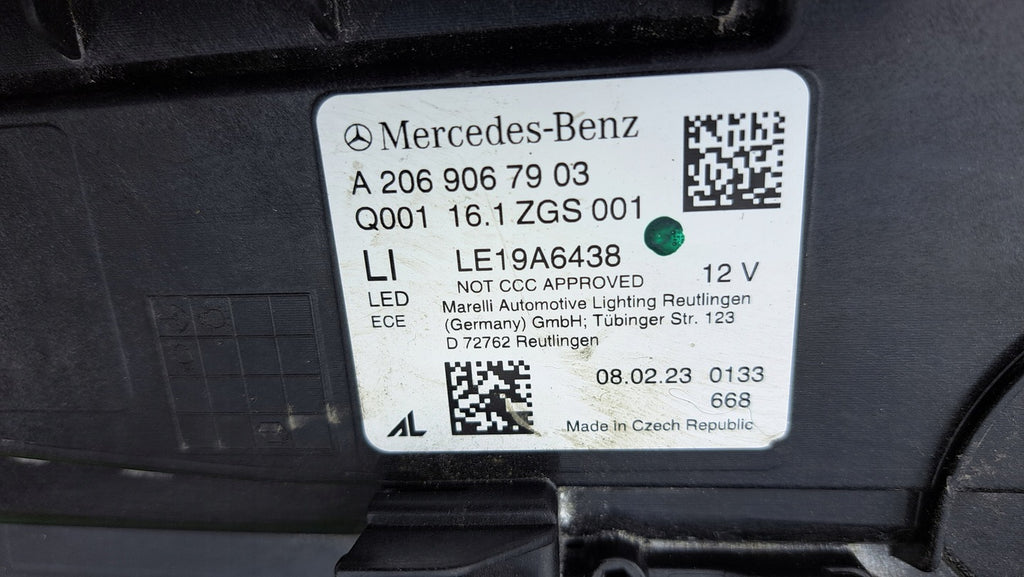 Mercedes-Benz
A 206 906 79 03
Q001 16.1 ZGS 001
LI LE19A6438
NOT CCC APPROVED 12 V
LED
ECE
Marelli Automotive Lighting Reutlingen
(Germany) GmbH; Tübinger Str. 123
D 72762 Reutlingen
08.02.23 0133
668
AL
Made in Czech Republic